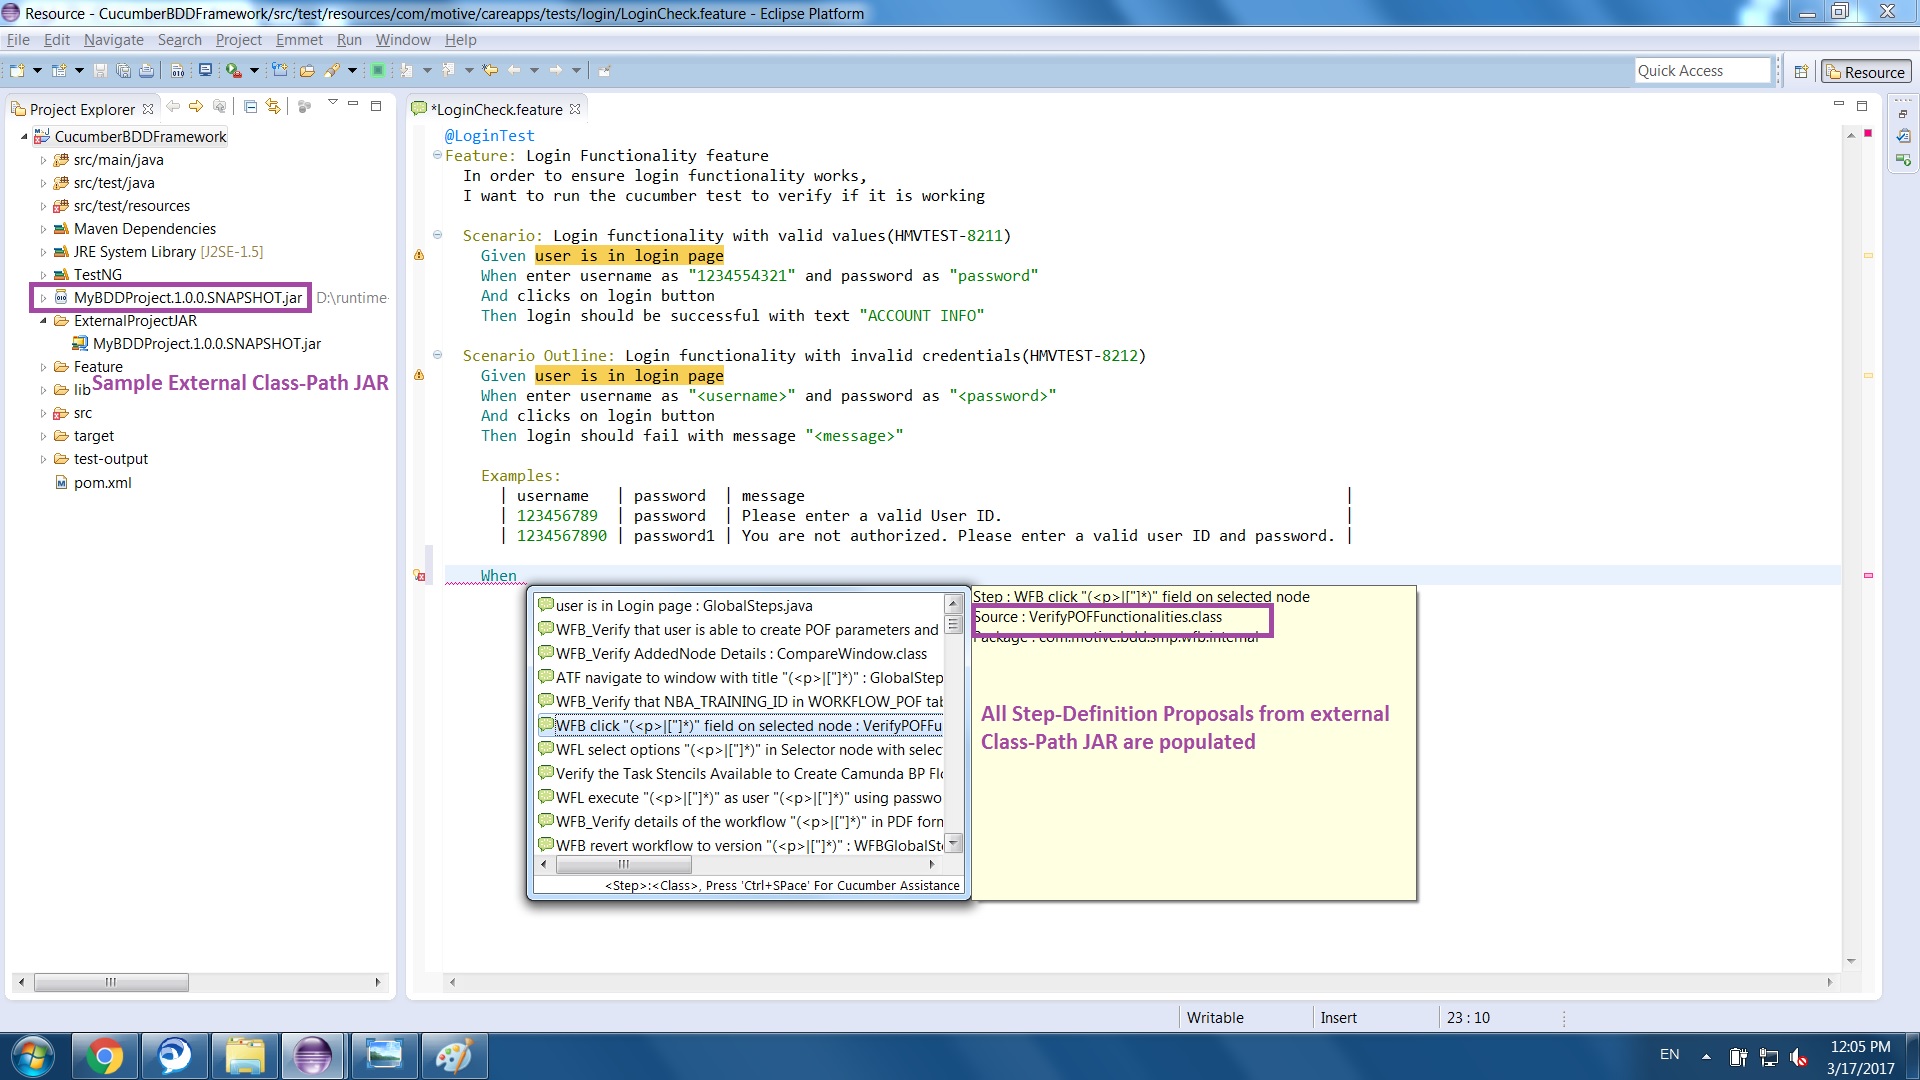 Resource - CucumberBDDFramework/src/test/resources/com/motive/careapps/tests/login/LoginCheck.feature - Eclipse Platform
File Edit Navigate Search Project Emmet Run Window Help
Quick Access
Resource
Project Explorer
CucumberBDDFramework
src/main/java
src/test/java
src/test/resources
Maven Dependencies
JRE System Library [J2SE-1.5]
TestNG
MyBDDProject.1.0.0.SNAPSHOT.jar D:\runtime-
ExternalProjectJAR
MyBDDProject.1.0.0.SNAPSHOT.jar
Feature
Sample External Class-Path JAR
lib
src
target
test-output
pom.xml
*LoginCheck.feature
@LoginTest
Feature: Login Functionality feature
In order to ensure login functionality works,
I want to run the cucumber test to verify if it is working
Scenario: Login functionality with valid values(HMVTEST-8211)
Given user is in login page
When enter username as "1234554321" and password as "password"
And clicks on login button
Then login should be successful with text "ACCOUNT INFO"
Scenario Outline: Login functionality with invalid credentials(HMVTEST-8212)
Given user is in login page
When enter username as "<username>" and password as "<password>"
And clicks on login button
Then login should fail with message "<message>"
Examples:
| username | password | message |
| 123456789 | password | Please enter a valid User ID. |
| 1234567890 | password1 | You are not authorized. Please enter a valid user ID and password. |
When
user is in Login page : GlobalSteps.java
WFB_Verify that user is able to create POF parameters and
WFB_Verify AddedNode Details : CompareWindow.class
ATF navigate to window with title "(<p>|["]*)" : GlobalStep
WFB_Verify that NBA_TRAINING_ID in WORKFLOW_POF tab
WFB click "(<p>|["]*)" field on selected node : VerifyPOFFu
WFL select options "(<p>|["]*)" in Selector node with selec
Verify the Task Stencils Available to Create Camunda BP Flo
WFL execute "(<p>|["]*)" as user "(<p>|["]*)" using passwo
WFB_Verify details of the workflow "(<p>|["]*)" in PDF form
WFB revert workflow to version "(<p>|["]*)" : WFBGlobalSte
<Step>:<Class>, Press 'Ctrl+SPace' For Cucumber Assistance
Step : WFB click "(<p>|["]*)" field on selected node
Source : VerifyPOFFunctionalities.class
Package : com.motive.bdd.smp.wfb.internal
All Step-Definition Proposals from external
Class-Path JAR are populated
Writable Insert 23 : 10
EN
12:05 PM
3/17/2017